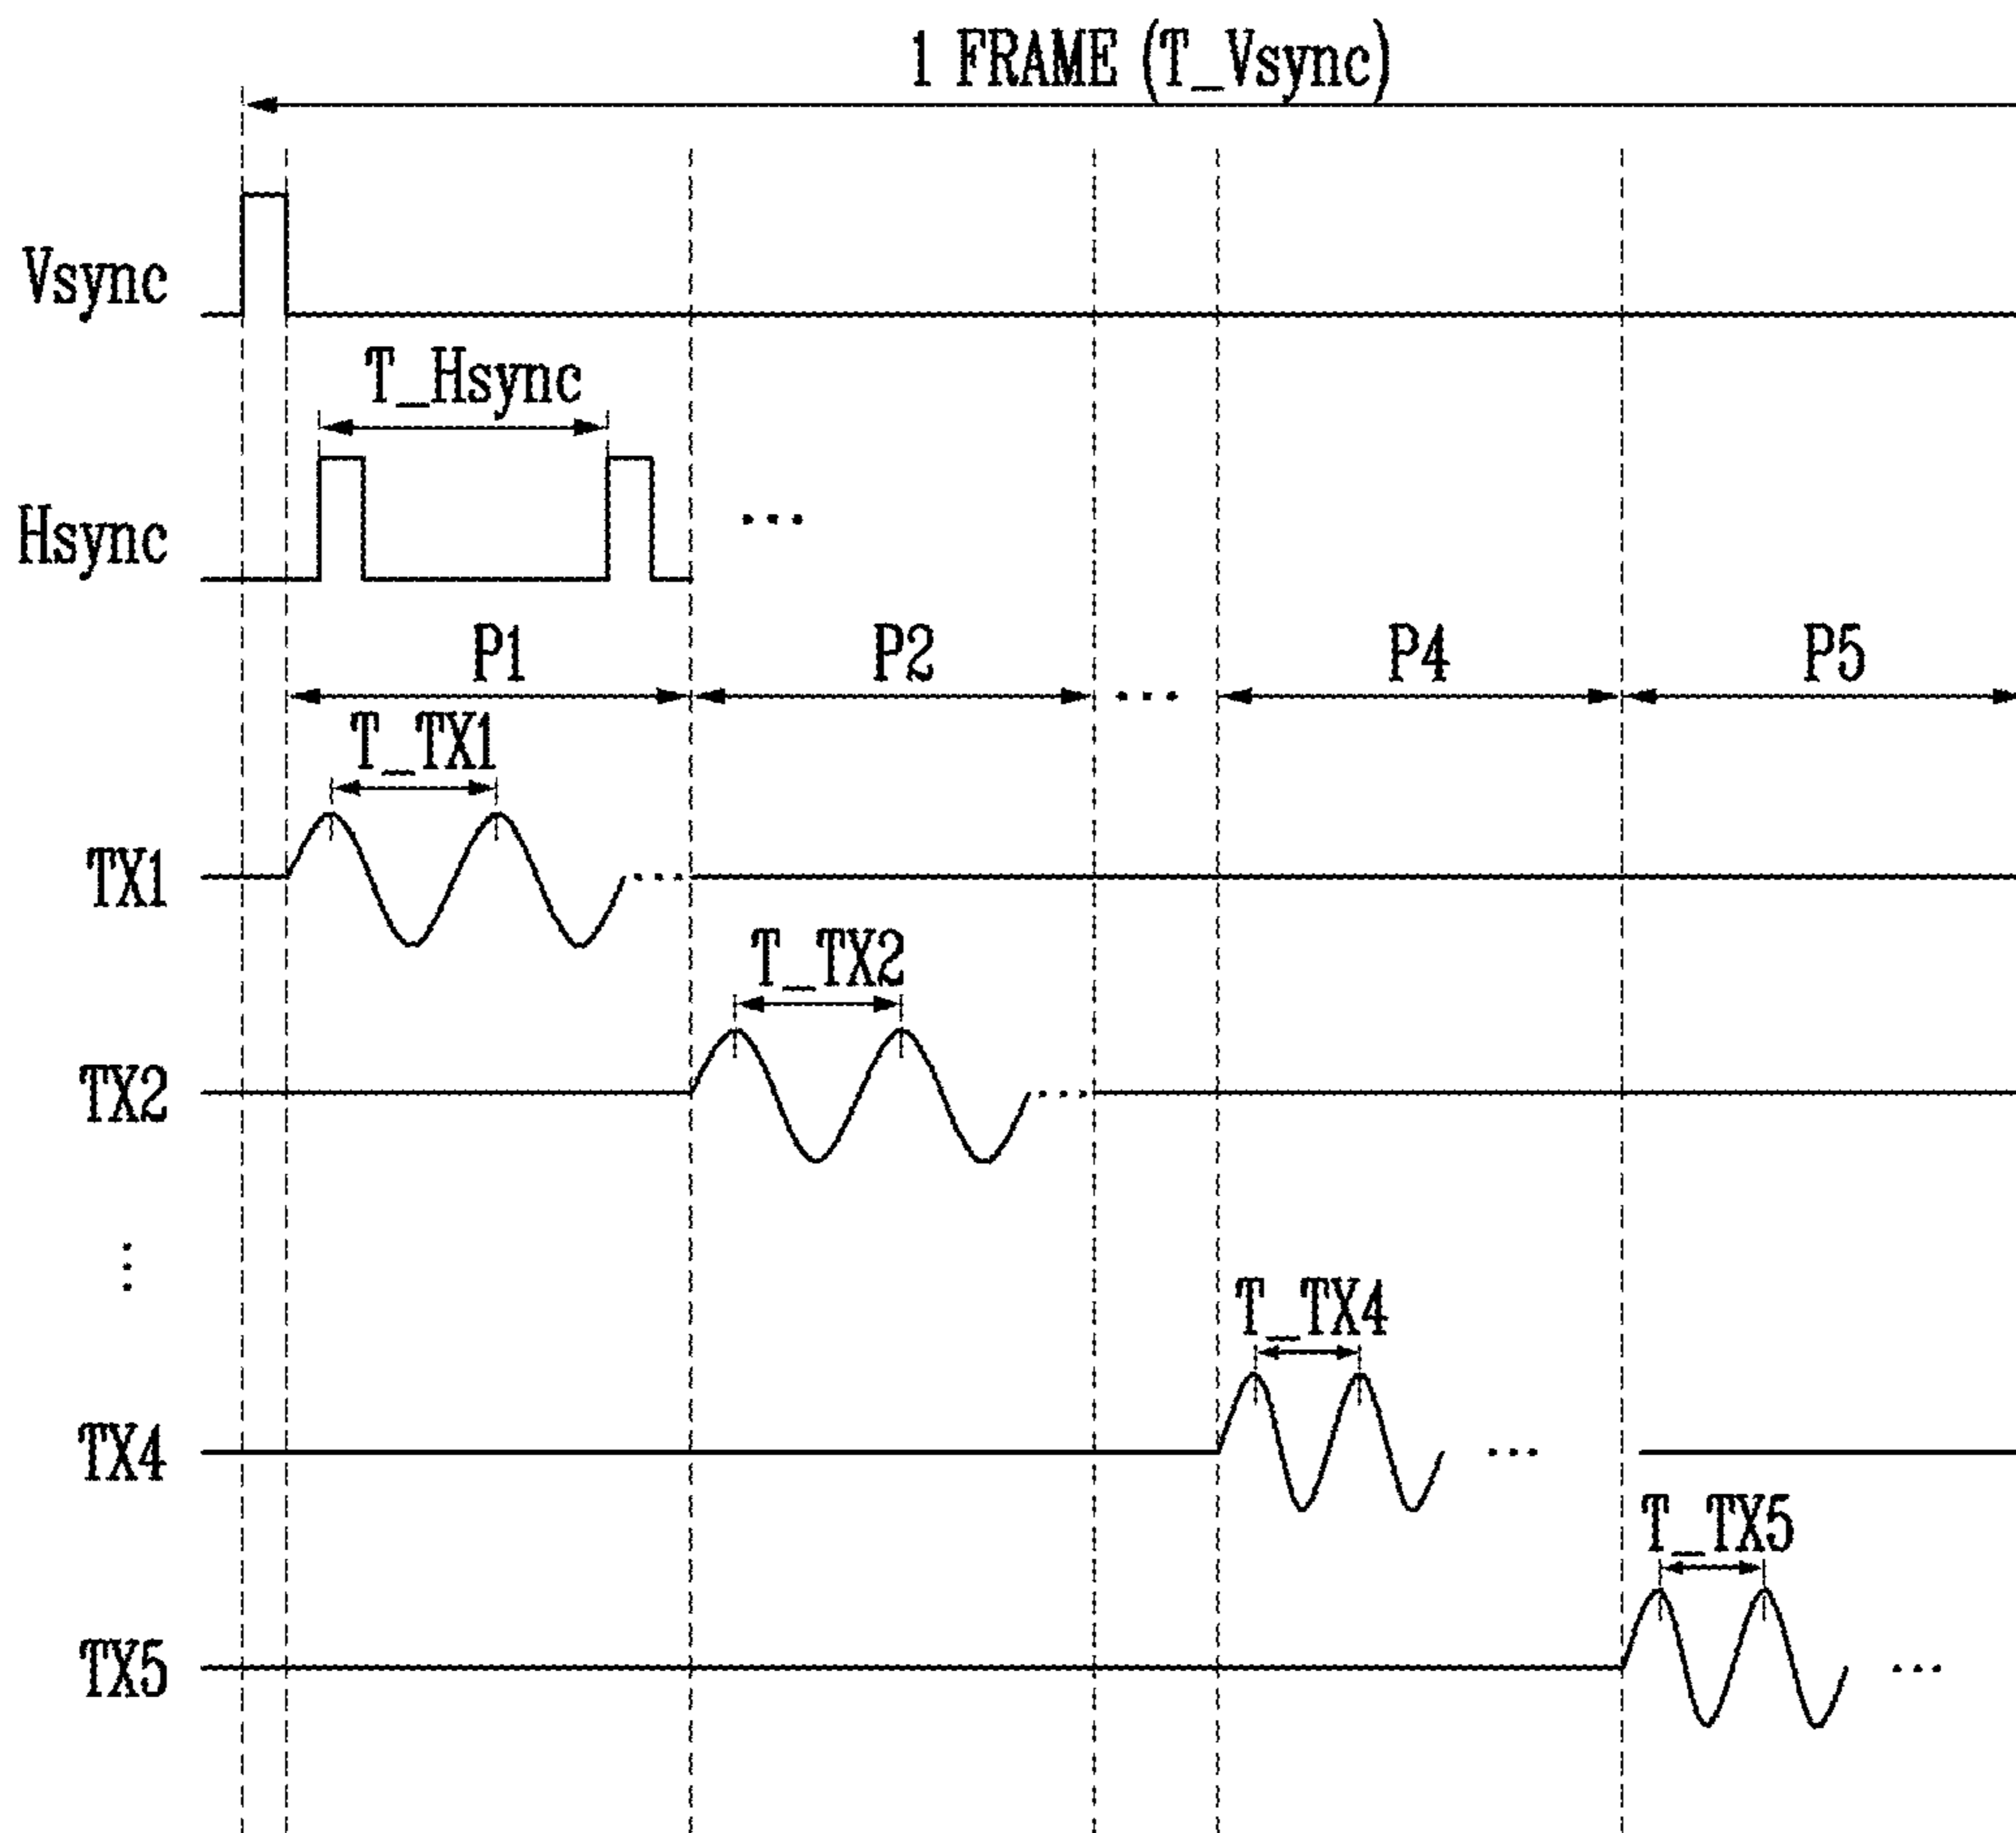 1 FRAME (T_Vsync)
Vsync
T_Hsync
Hsync
...
P1
P2
...
P4
P5
T_TX1
TX1
...
T_TX2
TX2
...
⋮
T_TX4
TX4
...
T_TX5
TX5
...